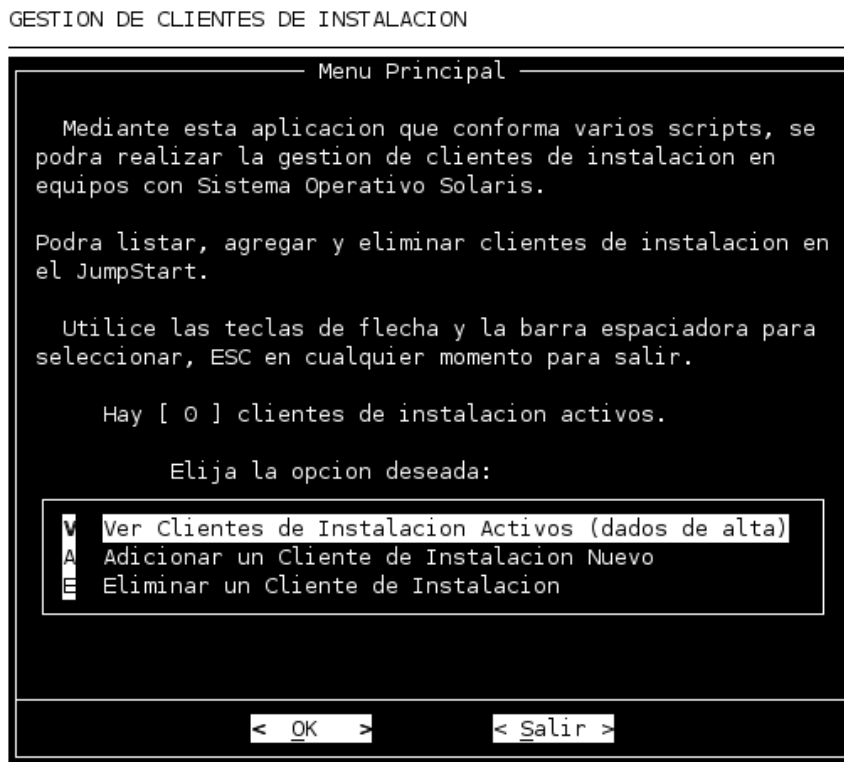 GESTION DE CLIENTES DE INSTALACION
Menu Principal
Mediante esta aplicacion que conforma varios scripts, se
podra realizar la gestion de clientes de instalacion en
equipos con Sistema Operativo Solaris.
Podra listar, agregar y eliminar clientes de instalacion en
el JumpStart.
Utilice las teclas de flecha y la barra espaciadora para
seleccionar, ESC en cualquier momento para salir.
Hay [ 0 ] clientes de instalacion activos.
Elija la opcion deseada:
V Ver Clientes de Instalacion Activos (dados de alta)
A Adicionar un Cliente de Instalacion Nuevo
E Eliminar un Cliente de Instalacion
< OK > < Salir >